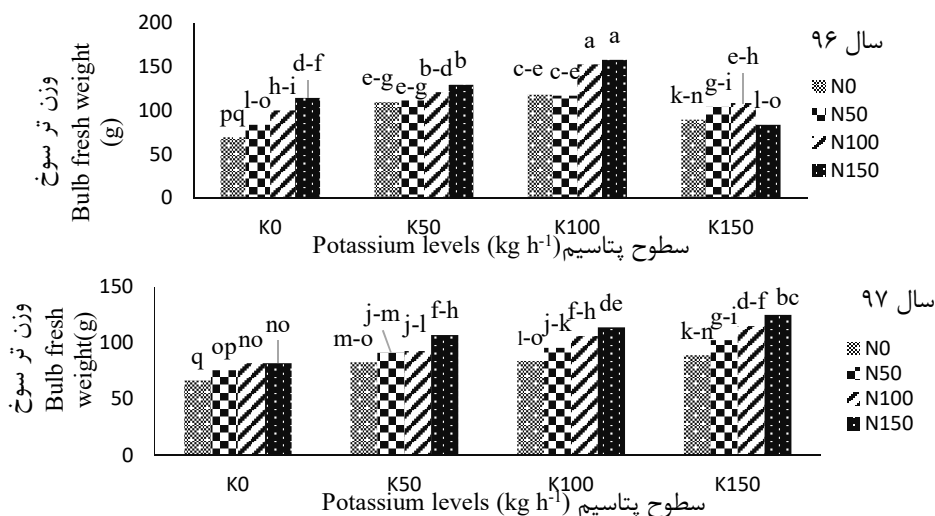 سال ۹۶
N0
N50
N100
N150
وزن تر سوخ
Bulb fresh weight
(g)
200
150
100
50
0
pq l-o h-i d-f
e-g e-g b-d b
c-e c-e a a
k-n g-i e-h l-o
K0 K50 K100 K150
Potassium levels (kg h-1)سطوح پتاسیم
سال ۹۷
N0
N50
N100
N150
وزن تر سوخ
Bulb fresh
weight(g)
150
100
50
0
q op no no
m-o j-m j-l f-h
l-o j-k f-h de
k-n g-i d-f bc
K0 K50 K100 K150
Potassium levels (kg h-1) سطوح پتاسیم